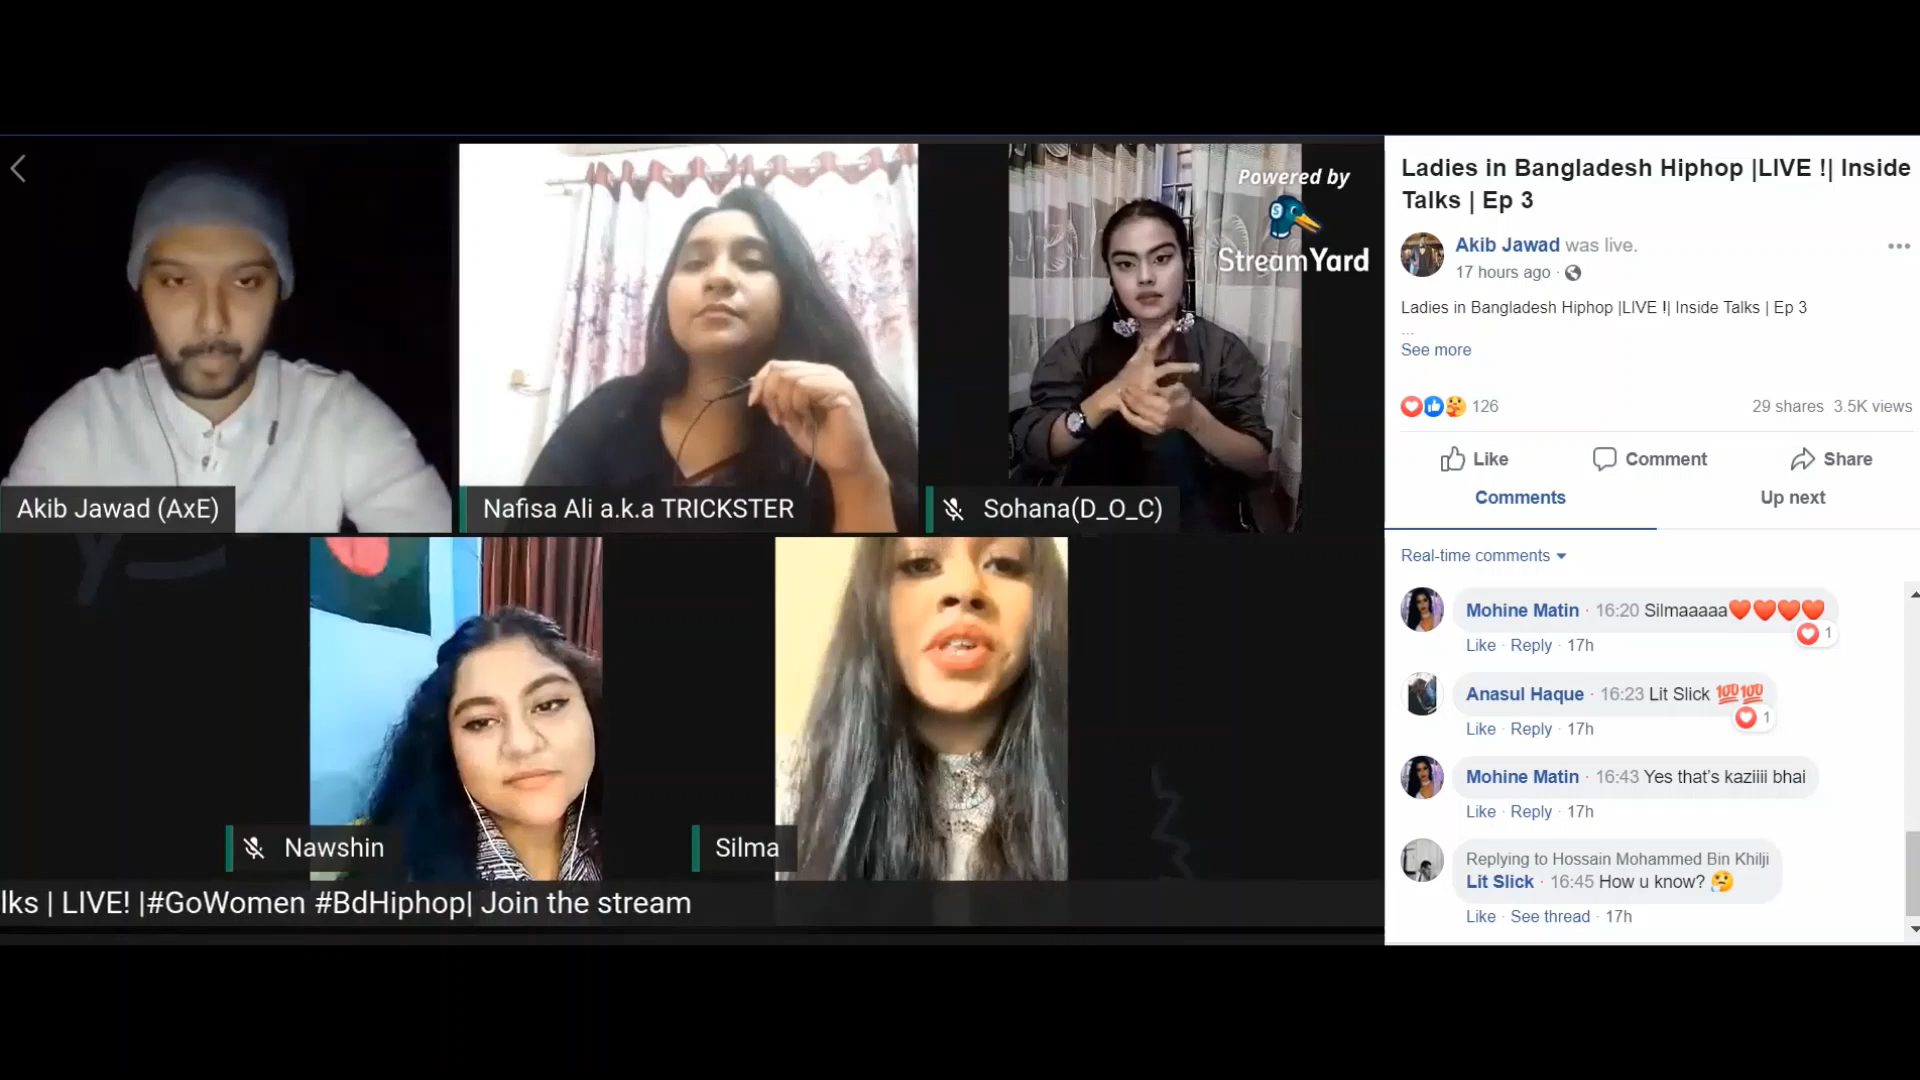 Powered by
StreamYard
Akib Jawad (AxE)
Nafisa Ali a.k.a TRICKSTER
Sohana(D_O_C)
Nawshin
Silma
lks | LIVE! |#GoWomen #BdHiphop| Join the stream
Ladies in Bangladesh Hiphop |LIVE !| Inside
Talks | Ep 3
Akib Jawad was live.
17 hours ago ·
Ladies in Bangladesh Hiphop |LIVE !| Inside Talks | Ep 3
...
See more
126
29 shares 3.5K views
Like Comment Share
Comments Up next
Real-time comments
Mohine Matin · 16:20 Silmaaaaa❤️❤️❤️❤️
1
Like · Reply · 17h
Anasul Haque · 16:23 Lit Slick 💯💯
1
Like · Reply · 17h
Mohine Matin · 16:43 Yes that's kaziiii bhai
Like · Reply · 17h
Replying to Hossain Mohammed Bin Khilji
Lit Slick · 16:45 How u know? 🤔
Like · See thread · 17h